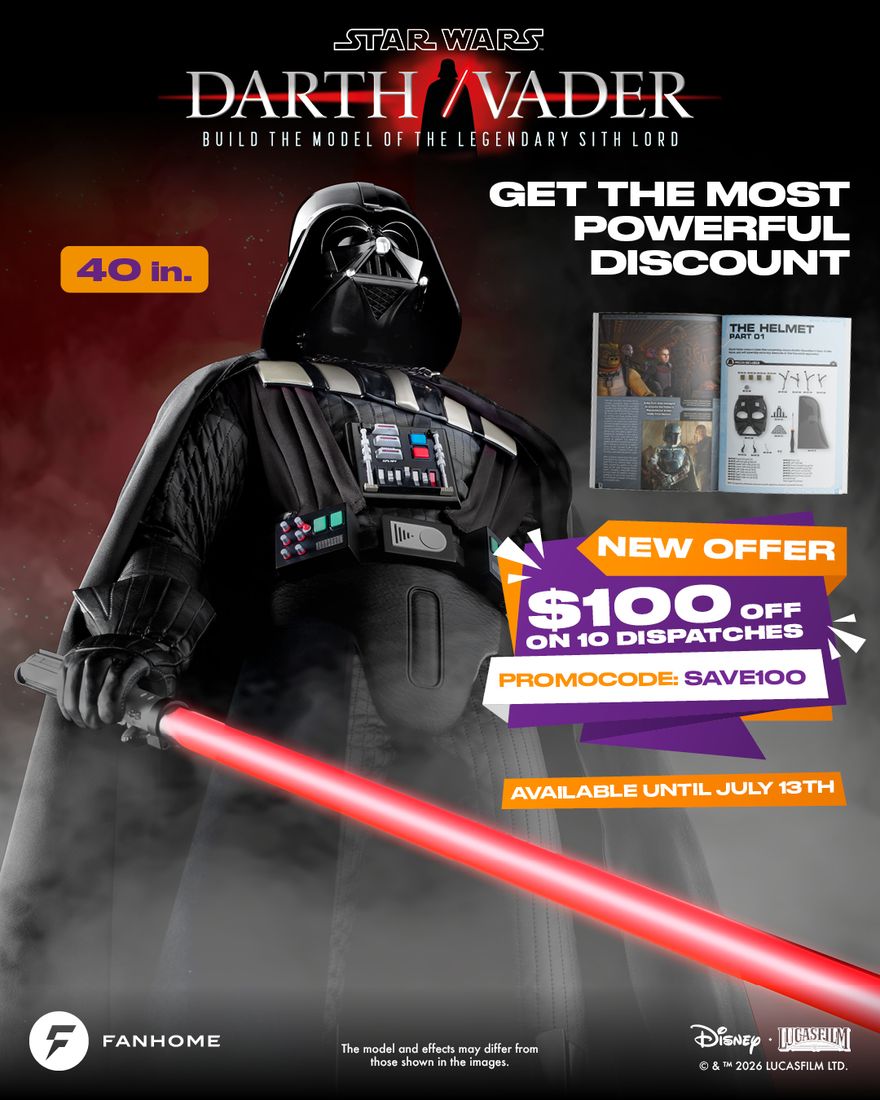 STAR WARS
DARTH VADER
BUILD THE MODEL OF THE LEGENDARY SITH LORD
GET THE MOST
POWERFUL
DISCOUNT
40 in.
THE HELMET
PART 01
NEW OFFER
$100 OFF
ON 10 DISPATCHES
PROMOCODE: SAVE100
AVAILABLE UNTIL JULY 13TH
FANHOME
The model and effects may differ from
those shown in the images.
Disney · LUCASFILM
© & ™ 2026 LUCASFILM LTD.